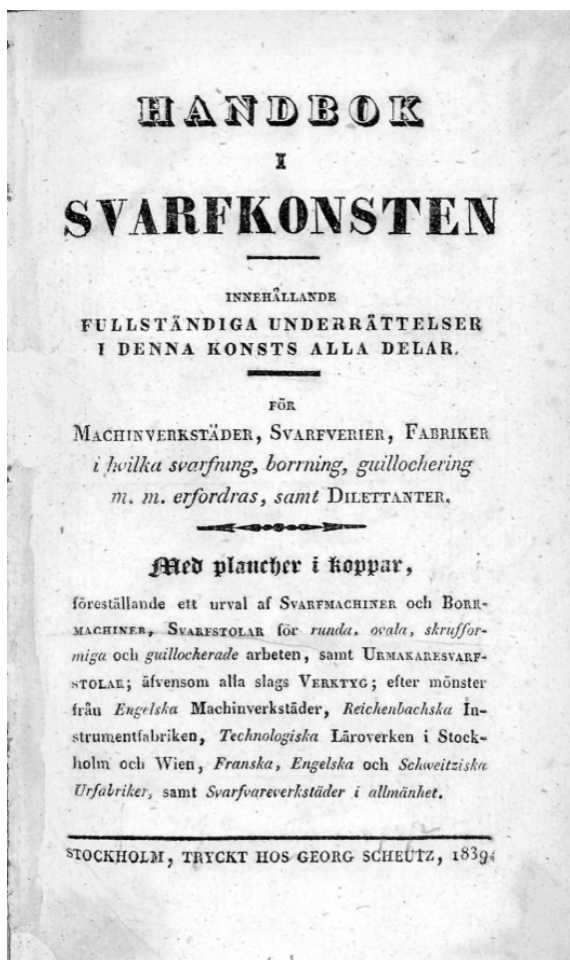 HANDBOK
I
SVARFKONSTEN
INNEHÅLLANDE
FULLSTÄNDIGA UNDERRÄTTELSER
I DENNA KONSTS ALLA DELAR.
FÖR
MACHINVERKSTÄDER, SVARFVERIER, FABRIKER
i hvilka svarfning, borrning, guillochering
m. m. erfordras, samt DILETTANTER.
Med plancher i koppar,
föreställande ett urval af SVARFMACHINER och BORR-
MACHINER, SVARFSTOLAR för runda, ovala, skruffor-
miga och guillocherade arbeten, samt URMAKARESVARF-
STOLAR; äfvensom alla slags VERKTYG; efter mönster
från Engelska Machinverkstäder, Reichenbachska In-
strumentfabriken, Technologiska Läroverken i Stock-
holm och Wien, Franska, Engelska och Schweitziska
Urfabriker, samt Svarfvareverkstäder i allmänhet.
STOCKHOLM, TRYCKT HOS GEORG SCHEUTZ, 1839.